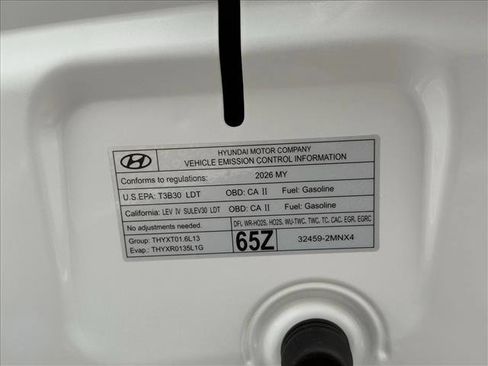 HYUNDAI MOTOR COMPANY
VEHICLE EMISSION CONTROL INFORMATION
Conforms to regulations: 2026 MY
U.S.EPA: T3B30 LDT OBD: CA II Fuel: Gasoline
California: LEV IV SULEV30 LDT OBD: CA II Fuel: Gasoline
No adjustments needed.
DFI, WR-HO2S, HO2S, WU-TWC, TWC, TC, CAC, EGR, EGRC
Group: THYXT01.6L13
Evap.: THYXR0135L1G
65Z
32459-2MNX4